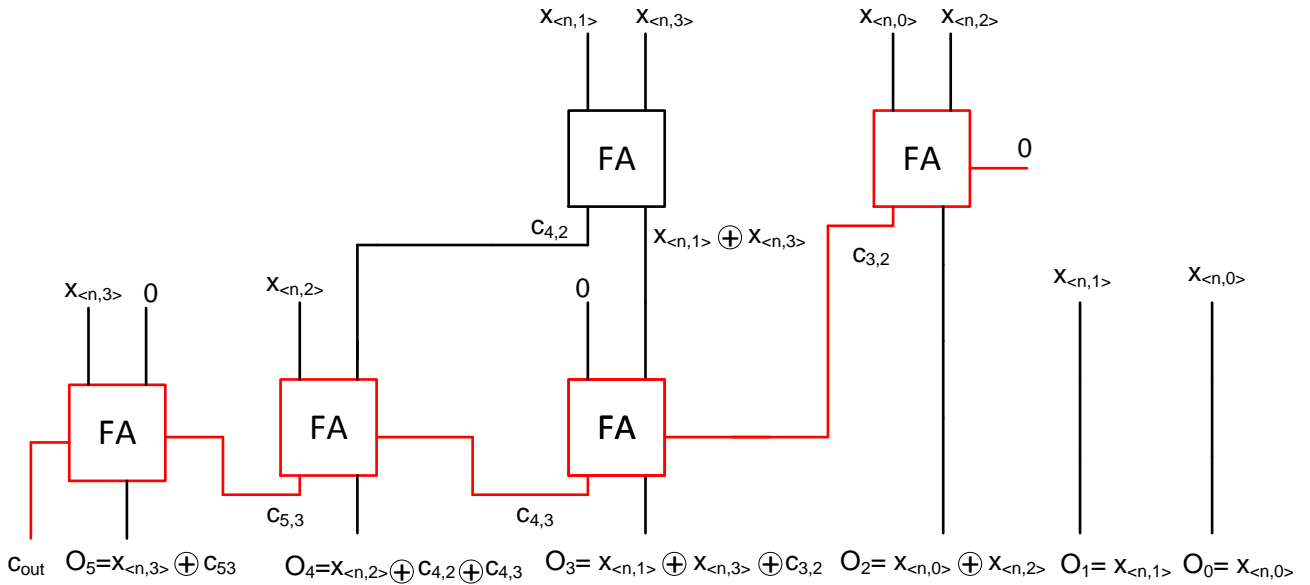 x<n,1> x<n,3> x<n,0> x<n,2>
FA FA 0
c4,2 x<n,1> ⊕ x<n,3> c3,2
x<n,3> 0 x<n,2> 0 x<n,1> x<n,0>
FA FA FA
c5,3 c4,3
cout O5=x<n,3> ⊕ c53 O4=x<n,2> ⊕ c4,2 ⊕ c4,3 O3= x<n,1> ⊕ x<n,3> ⊕ c3,2 O2= x<n,0> ⊕ x<n,2> O1= x<n,1> O0= x<n,0>